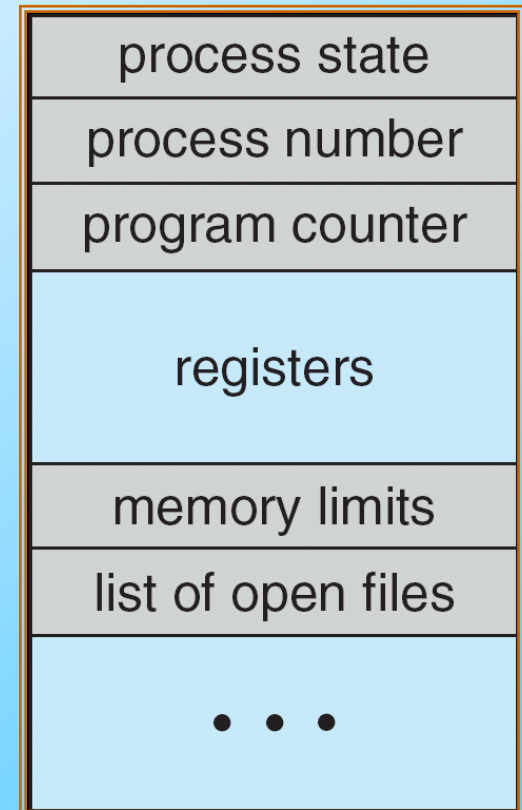 process state
process number
program counter
registers
memory limits
list of open files
• • •